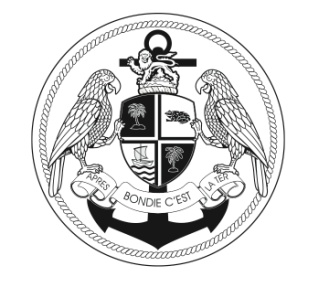 APRES BONDIE C'EST LA TER